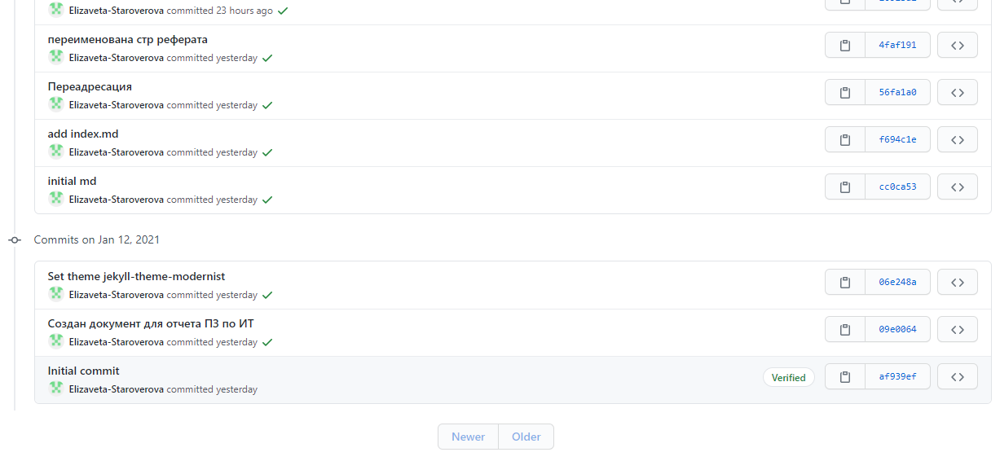 Elizaveta-Staroverova committed 23 hours ago
переименована стр реферата
Elizaveta-Staroverova committed yesterday
4faf191
Переадресация
Elizaveta-Staroverova committed yesterday
56fa1a0
add index.md
Elizaveta-Staroverova committed yesterday
f694c1e
initial md
Elizaveta-Staroverova committed yesterday
cc0ca53
Commits on Jan 12, 2021
Set theme jekyll-theme-modernist
Elizaveta-Staroverova committed yesterday
06e248a
Создан документ для отчета ПЗ по ИТ
Elizaveta-Staroverova committed yesterday
09e0064
Initial commit
Elizaveta-Staroverova committed yesterday
Verified
af939ef
Newer
Older